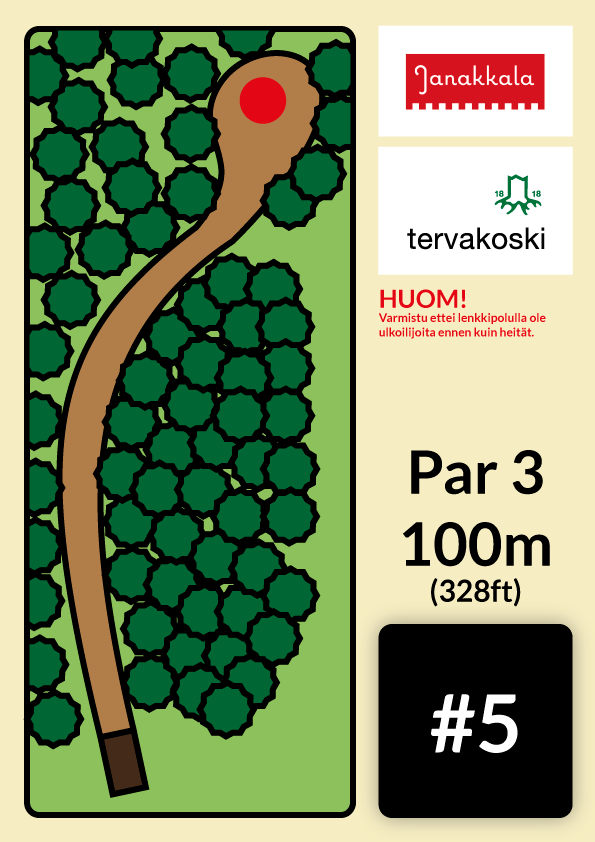 Janakkala
18 18
tervakoski
HUOM!
Varmistu ettei lenkkipolulla ole
ulkoilijoita ennen kuin heität.
Par 3
100m
(328ft)
#5